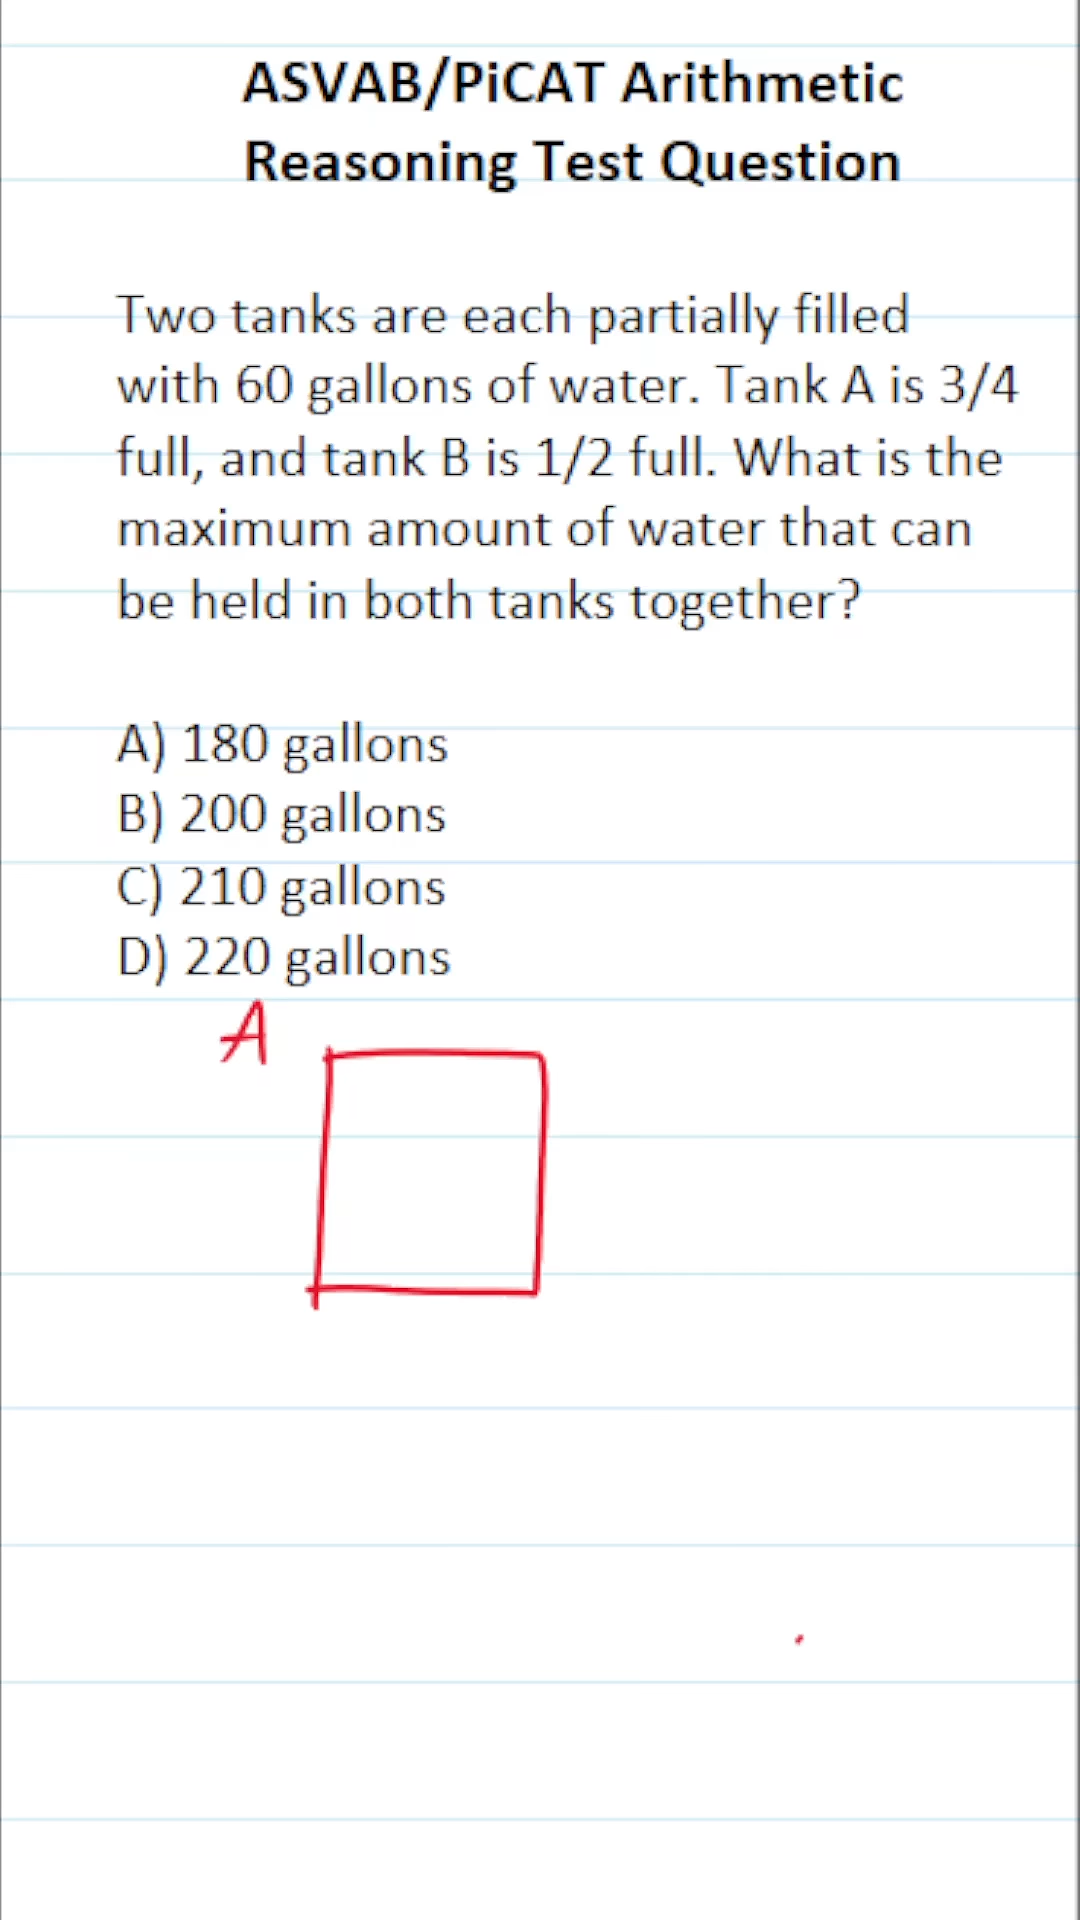 ASVAB/PiCAT Arithmetic
Reasoning Test Question
Two tanks are each partially filled
with 60 gallons of water. Tank A is 3/4
full, and tank B is 1/2 full. What is the
maximum amount of water that can
be held in both tanks together?
A) 180 gallons
B) 200 gallons
C) 210 gallons
D) 220 gallons
A